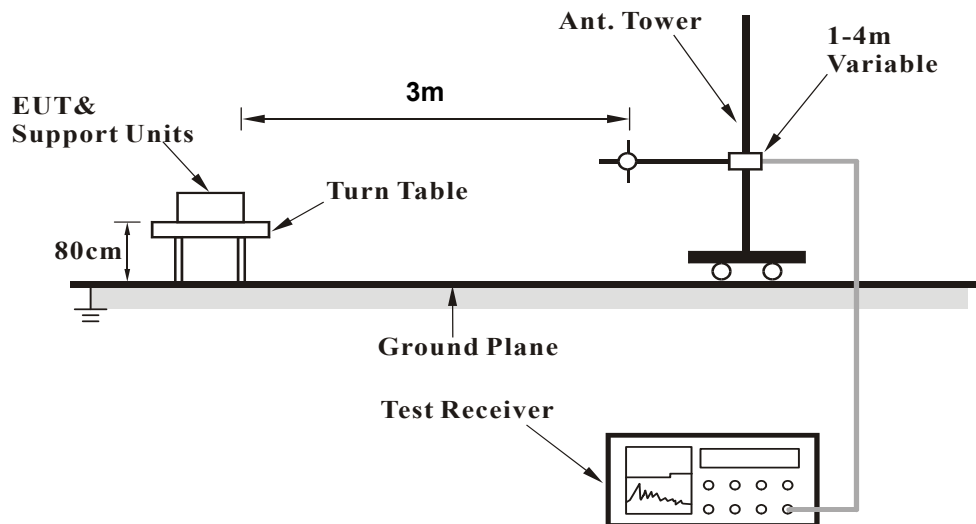 Ant. Tower
1-4m
Variable
3m
EUT&
Support Units
Turn Table
80cm
Ground Plane
Test Receiver